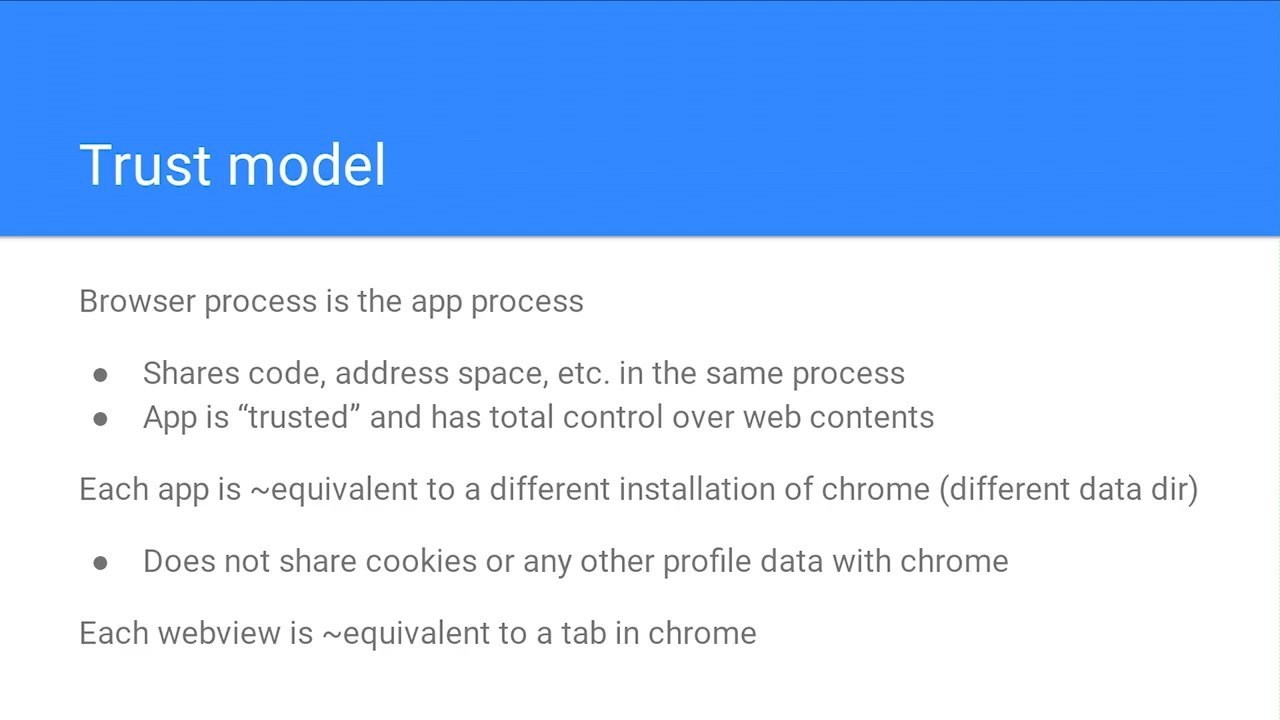 Trust model
Browser process is the app process
● Shares code, address space, etc. in the same process
● App is “trusted” and has total control over web contents
Each app is ~equivalent to a different installation of chrome (different data dir)
● Does not share cookies or any other profile data with chrome
Each webview is ~equivalent to a tab in chrome